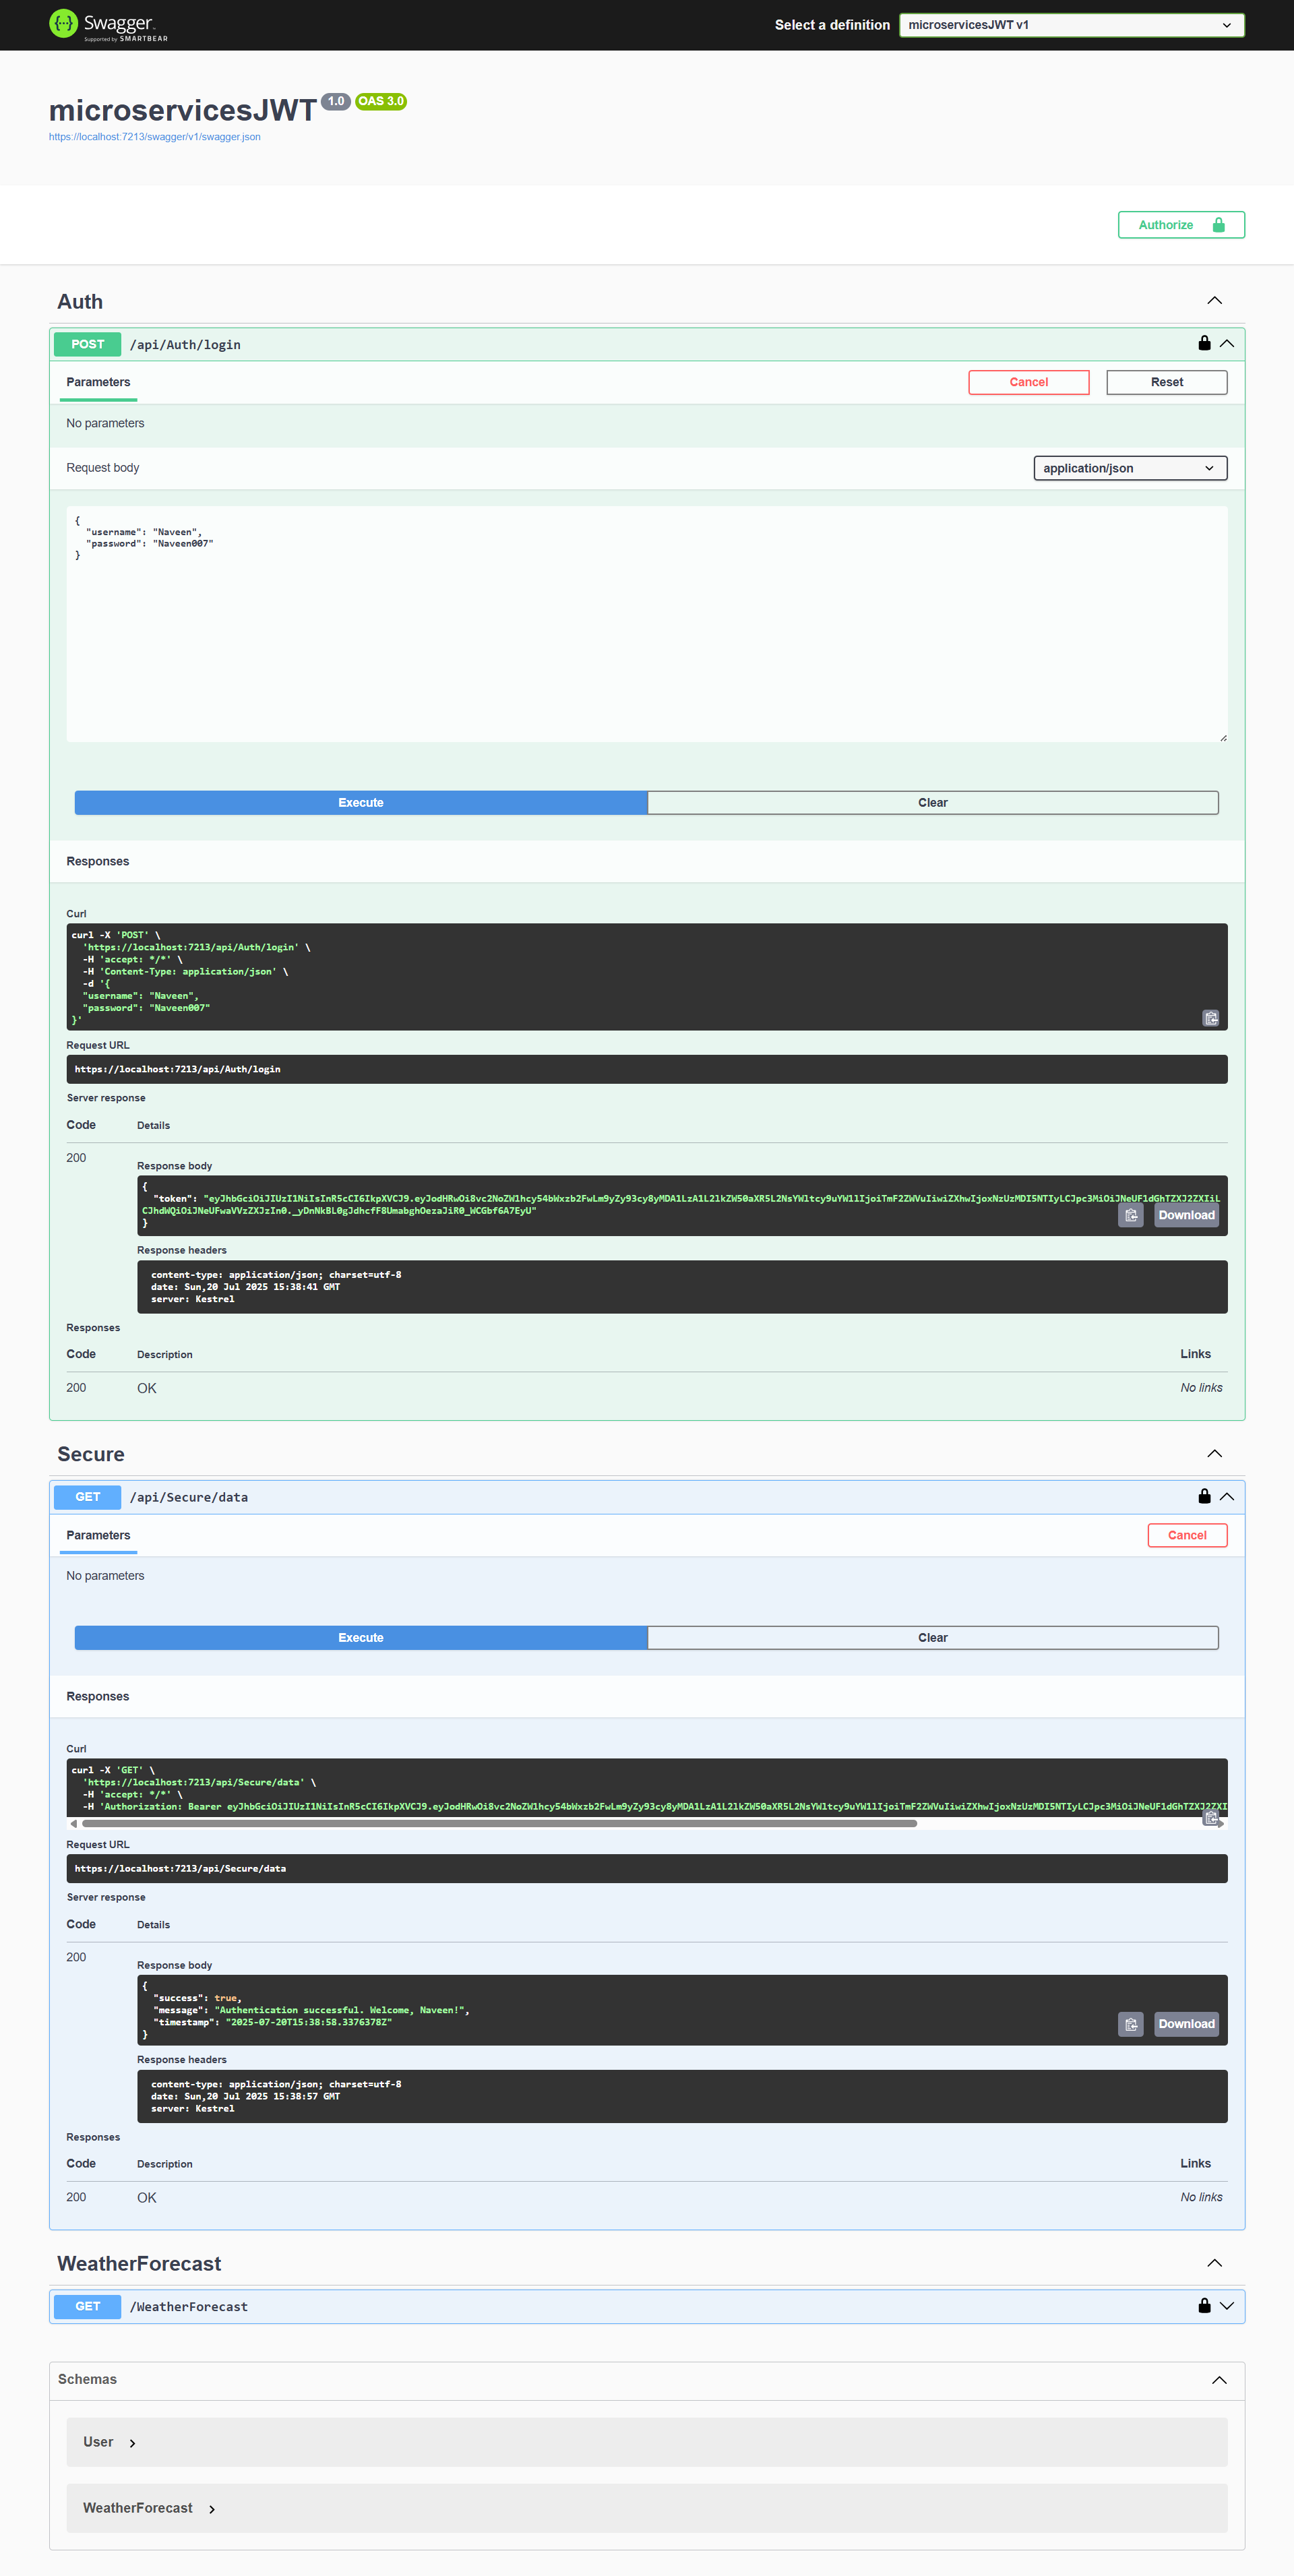 Swagger.
Supported by SMARTBEAR
Select a definition
microservicesJWT v1
microservicesJWT 1.0 OAS 3.0
https://localhost:7213/swagger/v1/swagger.json
Authorize
Auth
POST /api/Auth/login
Parameters
Cancel
Reset
No parameters
Request body
application/json
{
"username": "Naveen",
"password": "Naveen007"
}
Execute
Clear
Responses
Curl
curl -X 'POST' \
'https://localhost:7213/api/Auth/login' \
-H 'accept: */*' \
-H 'Content-Type: application/json' \
-d '{
"username": "Naveen",
"password": "Naveen007"
}'
Request URL
https://localhost:7213/api/Auth/login
Server response
Code Details
200
Response body
{
"token":
}
Download
Response headers
content-type: application/json; charset=utf-8
date: Sun,20 Jul 2025 15:38:41 GMT
server: Kestrel
Responses
Code Description Links
200 OK No links
Secure
GET /api/Secure/data
Parameters
Cancel
No parameters
Execute
Clear
Responses
Curl
curl -X 'GET' \
'https://localhost:7213/api/Secure/data' \
-H 'accept: */*' \
-H 'Authorization: Bearer
Request URL
https://localhost:7213/api/Secure/data
Server response
Code Details
200
Response body
{
"success": true,
"message": "Authentication successful. Welcome, Naveen!",
"timestamp": "2025-07-20T15:38:58.3376378Z"
}
Download
Response headers
content-type: application/json; charset=utf-8
date: Sun,20 Jul 2025 15:38:57 GMT
server: Kestrel
Responses
Code Description Links
200 OK No links
WeatherForecast
GET /WeatherForecast
Schemas
User
WeatherForecast